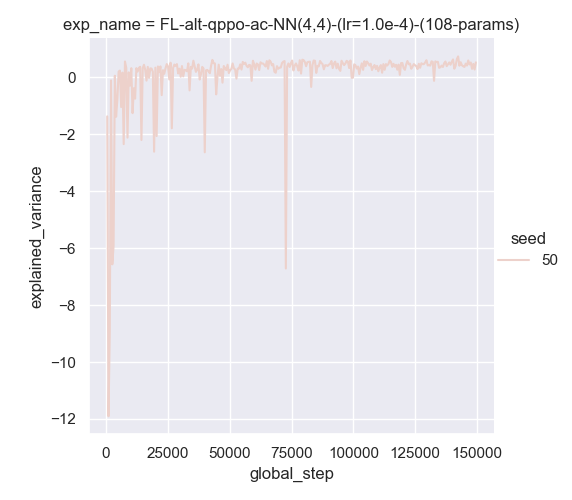 exp_name = FL-alt-qppo-ac-NN(4,4)-(lr=1.0e-4)-(108-params)
explained_variance
0
−2
−4
−6
−8
−10
−12
0 25000 50000 75000 100000 125000 150000
global_step
seed
50